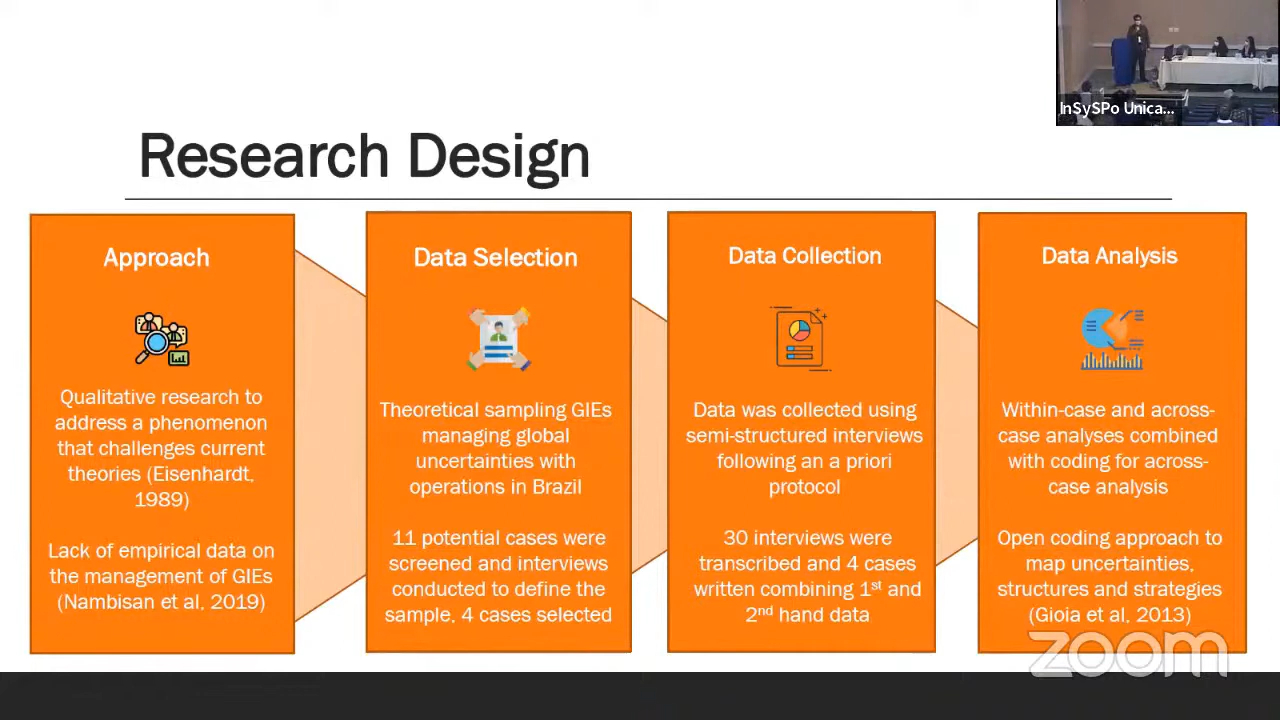 InSySPo Unica...
Research Design
Approach
Qualitative research to
address a phenomenon
that challenges current
theories (Eisenhardt,
1989)
Lack of empirical data on
the management of GIEs
(Nambisan et al, 2019)
Data Selection
Theoretical sampling GIEs
managing global
uncertainties with
operations in Brazil
11 potential cases were
screened and interviews
conducted to define the
sample, 4 cases selected
Data Collection
Data was collected using
semi-structured interviews
following an a priori
protocol
30 interviews were
transcribed and 4 cases
written combining 1st and
2nd hand data
Data Analysis
Within-case and across-
case analyses combined
with coding for across-
case analysis
Open coding approach to
map uncertainties,
structures and strategies
(Gioia et al, 2013)
zoom